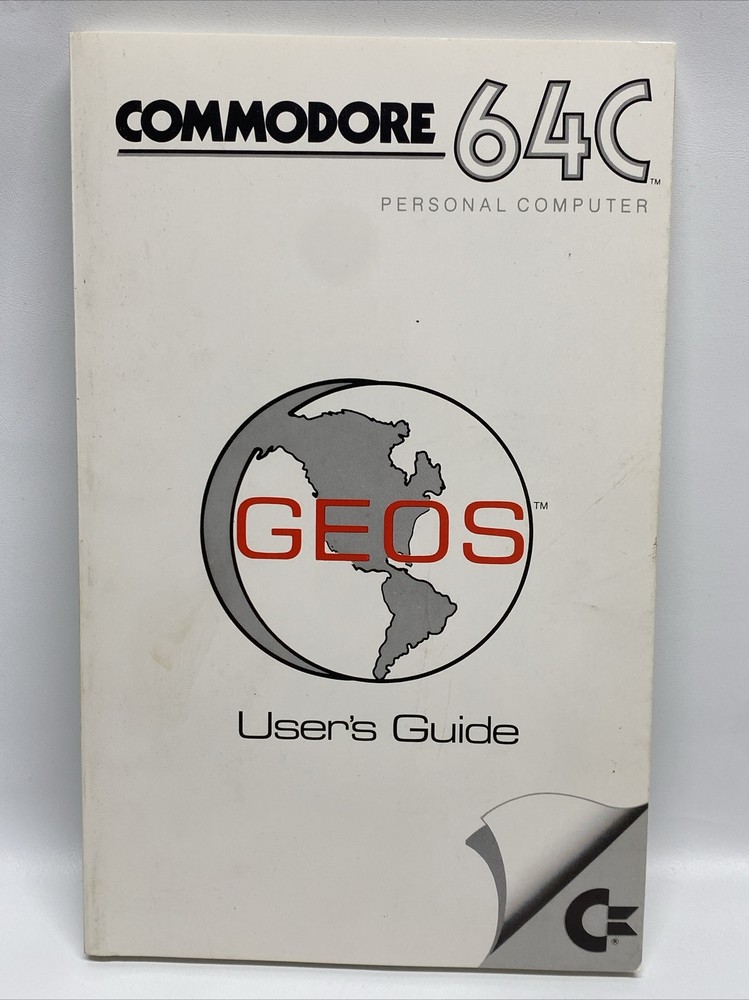 COMMODORE 64C™
PERSONAL COMPUTER
GEOS™
User's Guide
®